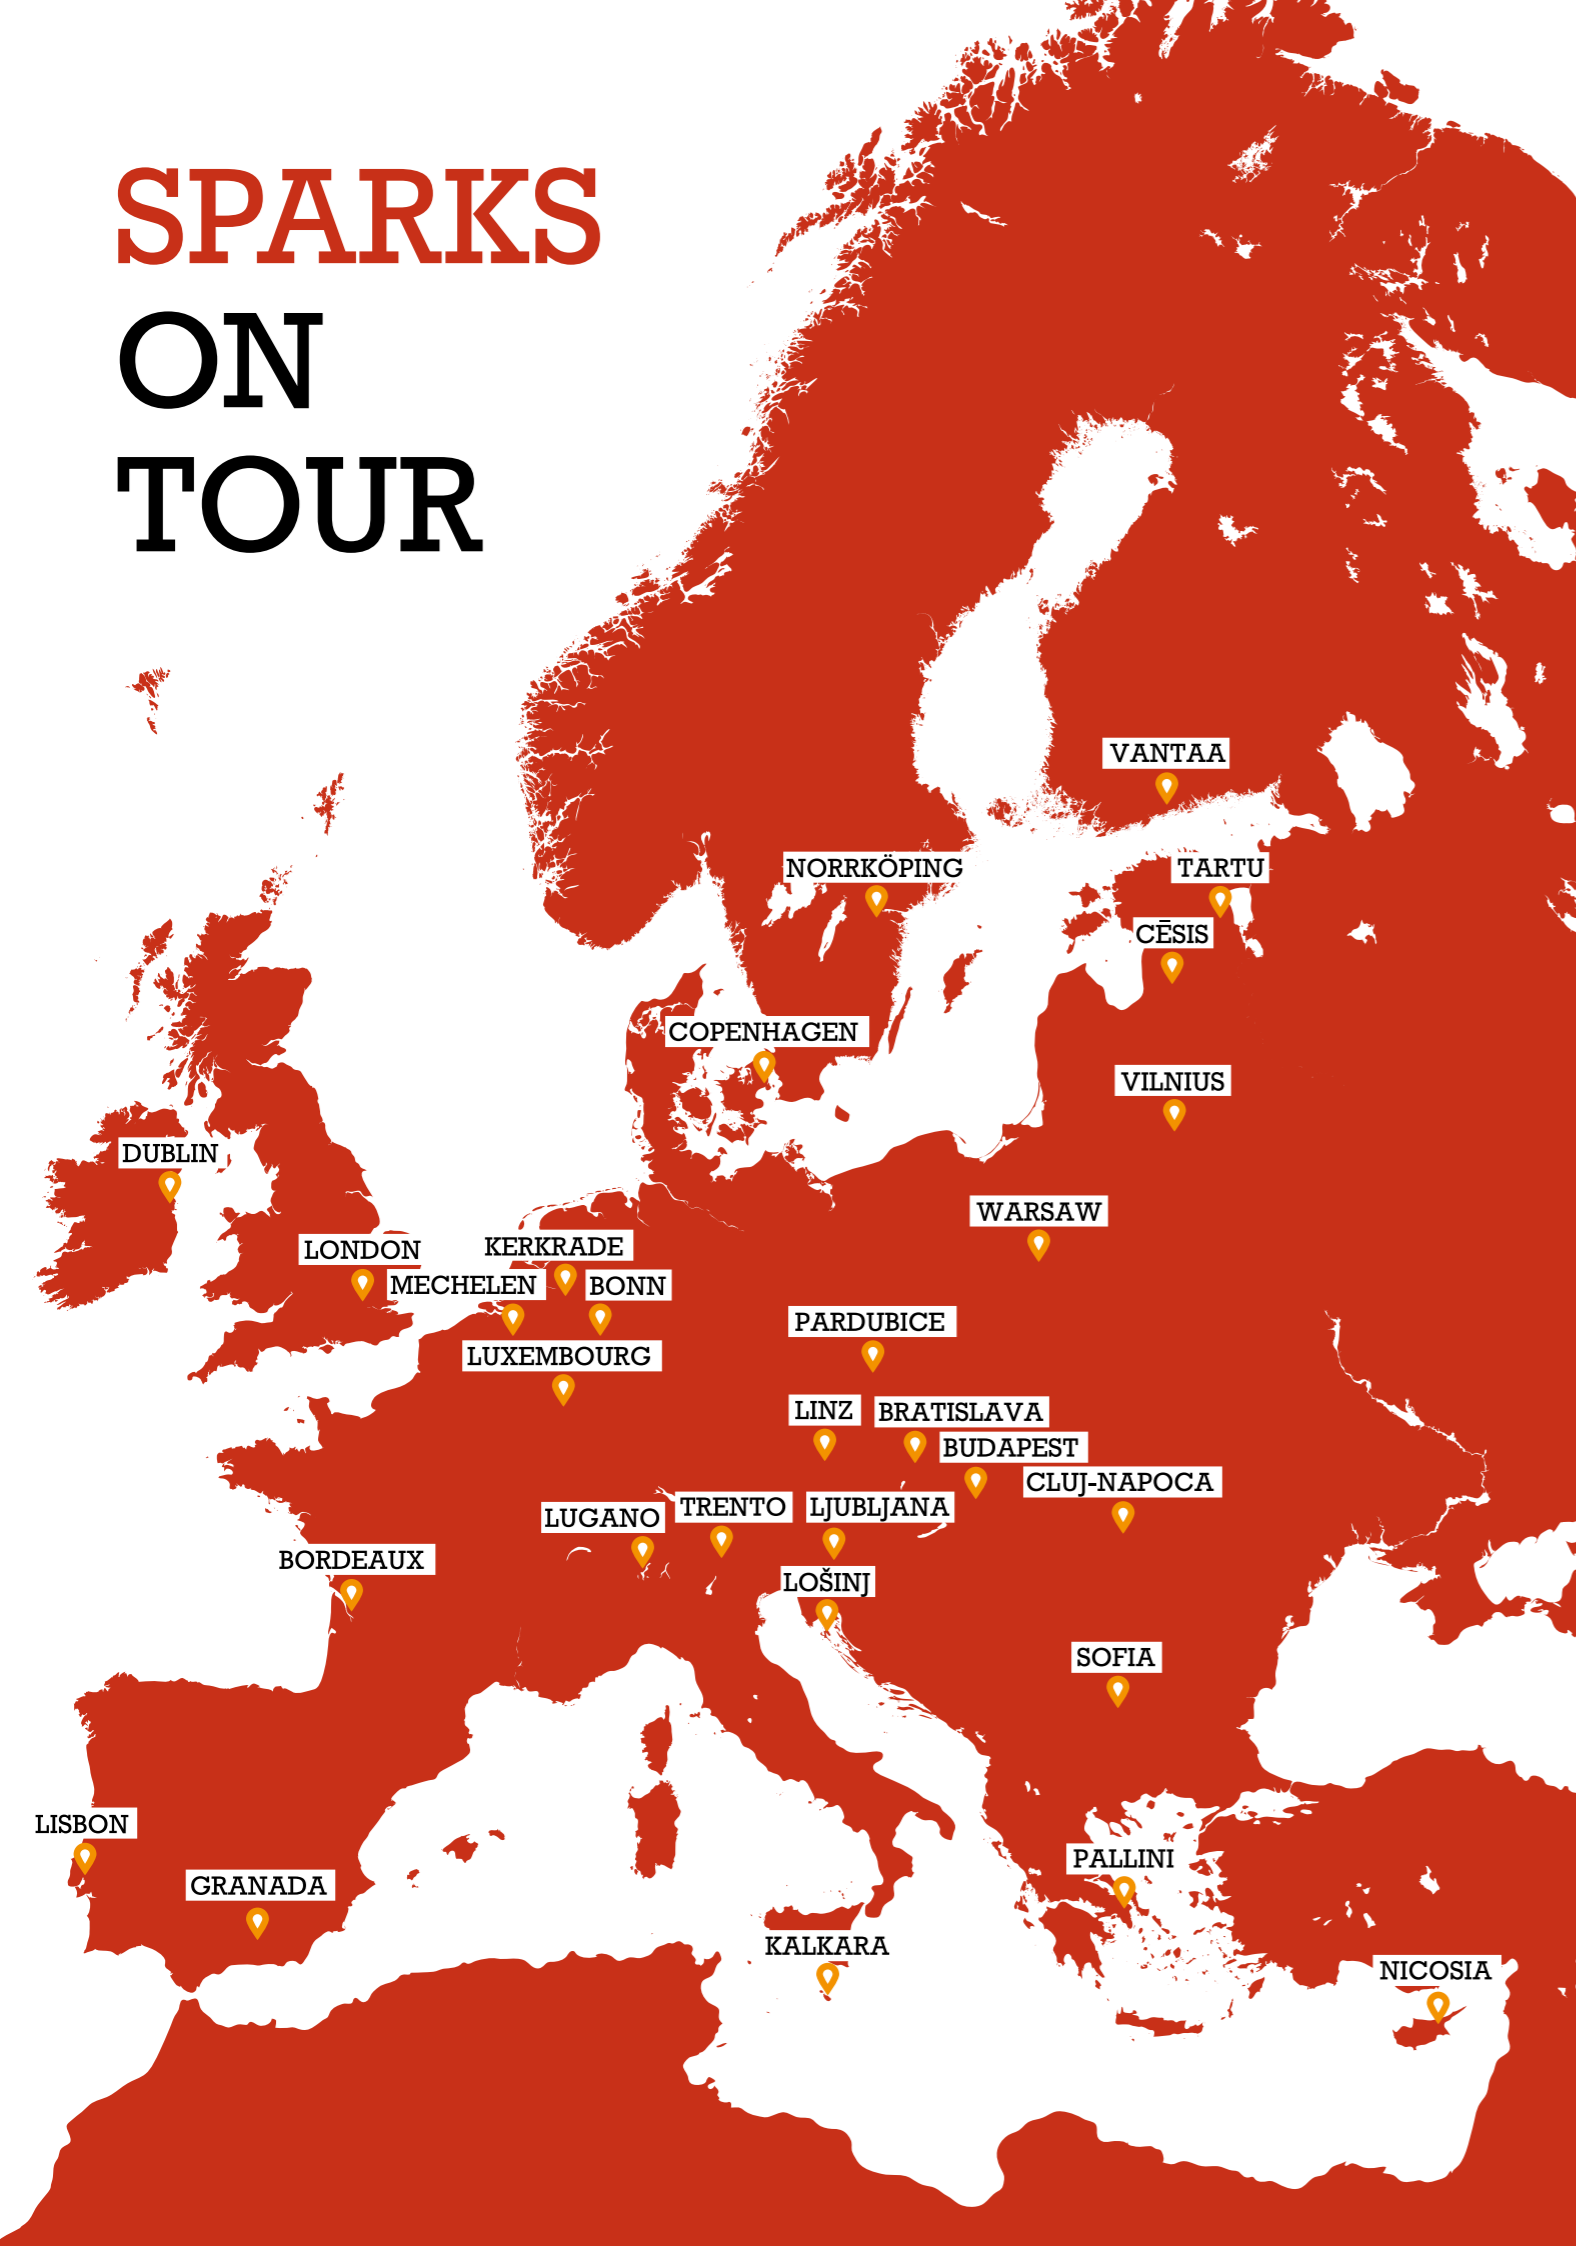 SPARKS
ON
TOUR
VANTAA
NORRKÖPING
TARTU
CĒSIS
COPENHAGEN
VILNIUS
DUBLIN
WARSAW
LONDON
KERKRADE
MECHELEN
BONN
PARDUBICE
LUXEMBOURG
LINZ
BRATISLAVA
BUDAPEST
CLUJ-NAPOCA
LUGANO
TRENTO
LJUBLJANA
BORDEAUX
LOŠINJ
SOFIA
LISBON
PALLINI
GRANADA
KALKARA
NICOSIA